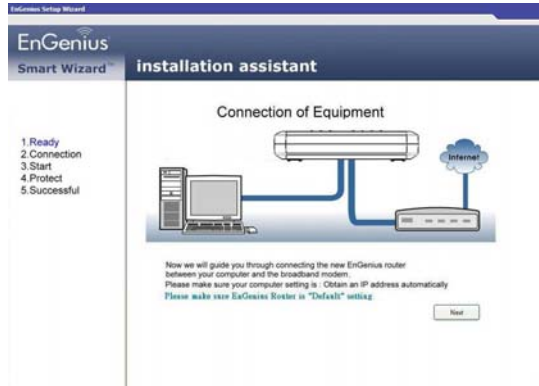 EnGenius Setup Wizard
EnGenius
Smart Wizard™
installation assistant
Connection of Equipment
Internet
1.Ready
2.Connection
3.Start
4.Protect
5.Successful
Now we will guide you through connecting the new EnGenius router
between your computer and the broadband modem.
Please make sure your computer setting is : Obtain an IP address automatically
Please make sure EnGenius Router is "Default" setting
Next